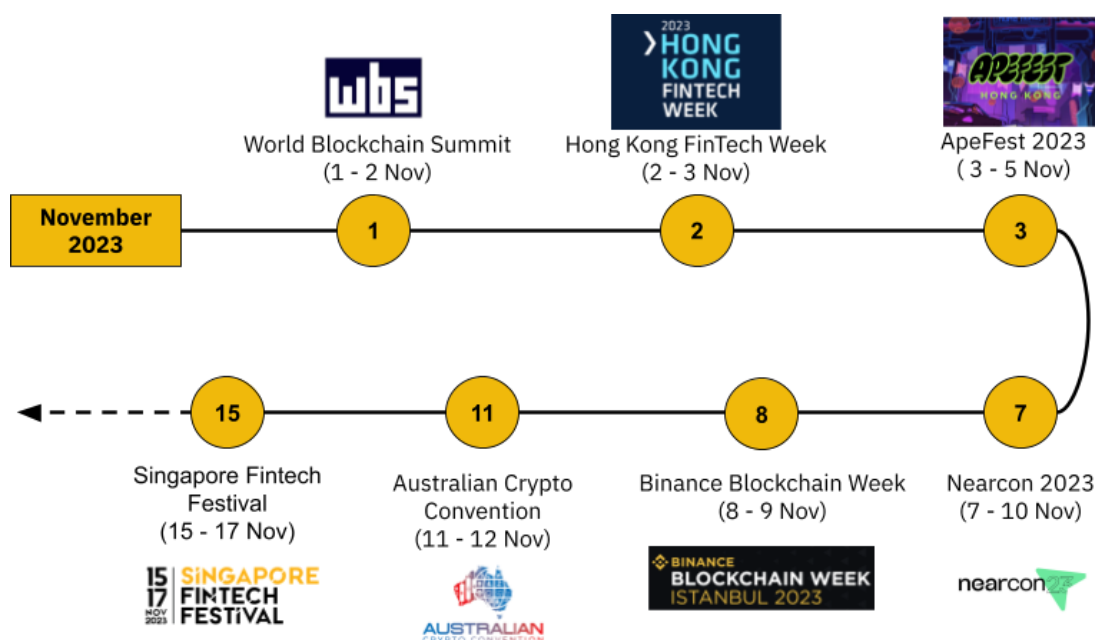 wbs
World Blockchain Summit
(1 - 2 Nov)
2023
HONG
KONG
FINTECH
WEEK
Hong Kong FinTech Week
(2 - 3 Nov)
APEFEST
HONG KONG
ApeFest 2023
( 3 - 5 Nov)
November
2023
1
2
3
15
11
8
7
Singapore Fintech
Festival
(15 - 17 Nov)
15
17
NOV
2023
SiNGAPORE
FiNTECH
FESTiVAL
Australian Crypto
Convention
(11 - 12 Nov)
AUSTRALIAN
CRYPTO CONVENTION
Binance Blockchain Week
(8 - 9 Nov)
BINANCE
BLOCKCHAIN WEEK
ISTANBUL 2023
Nearcon 2023
(7 - 10 Nov)
nearcon23